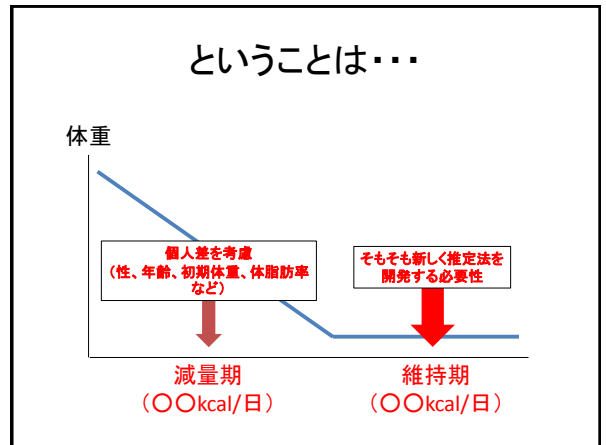 ということは・・・
体重
個人差を考慮
(性、年齢、初期体重、体脂肪率
など)
そもそも新しく推定法を
開発する必要性
減量期
(〇〇kcal/日)
維持期
(〇〇kcal/日)